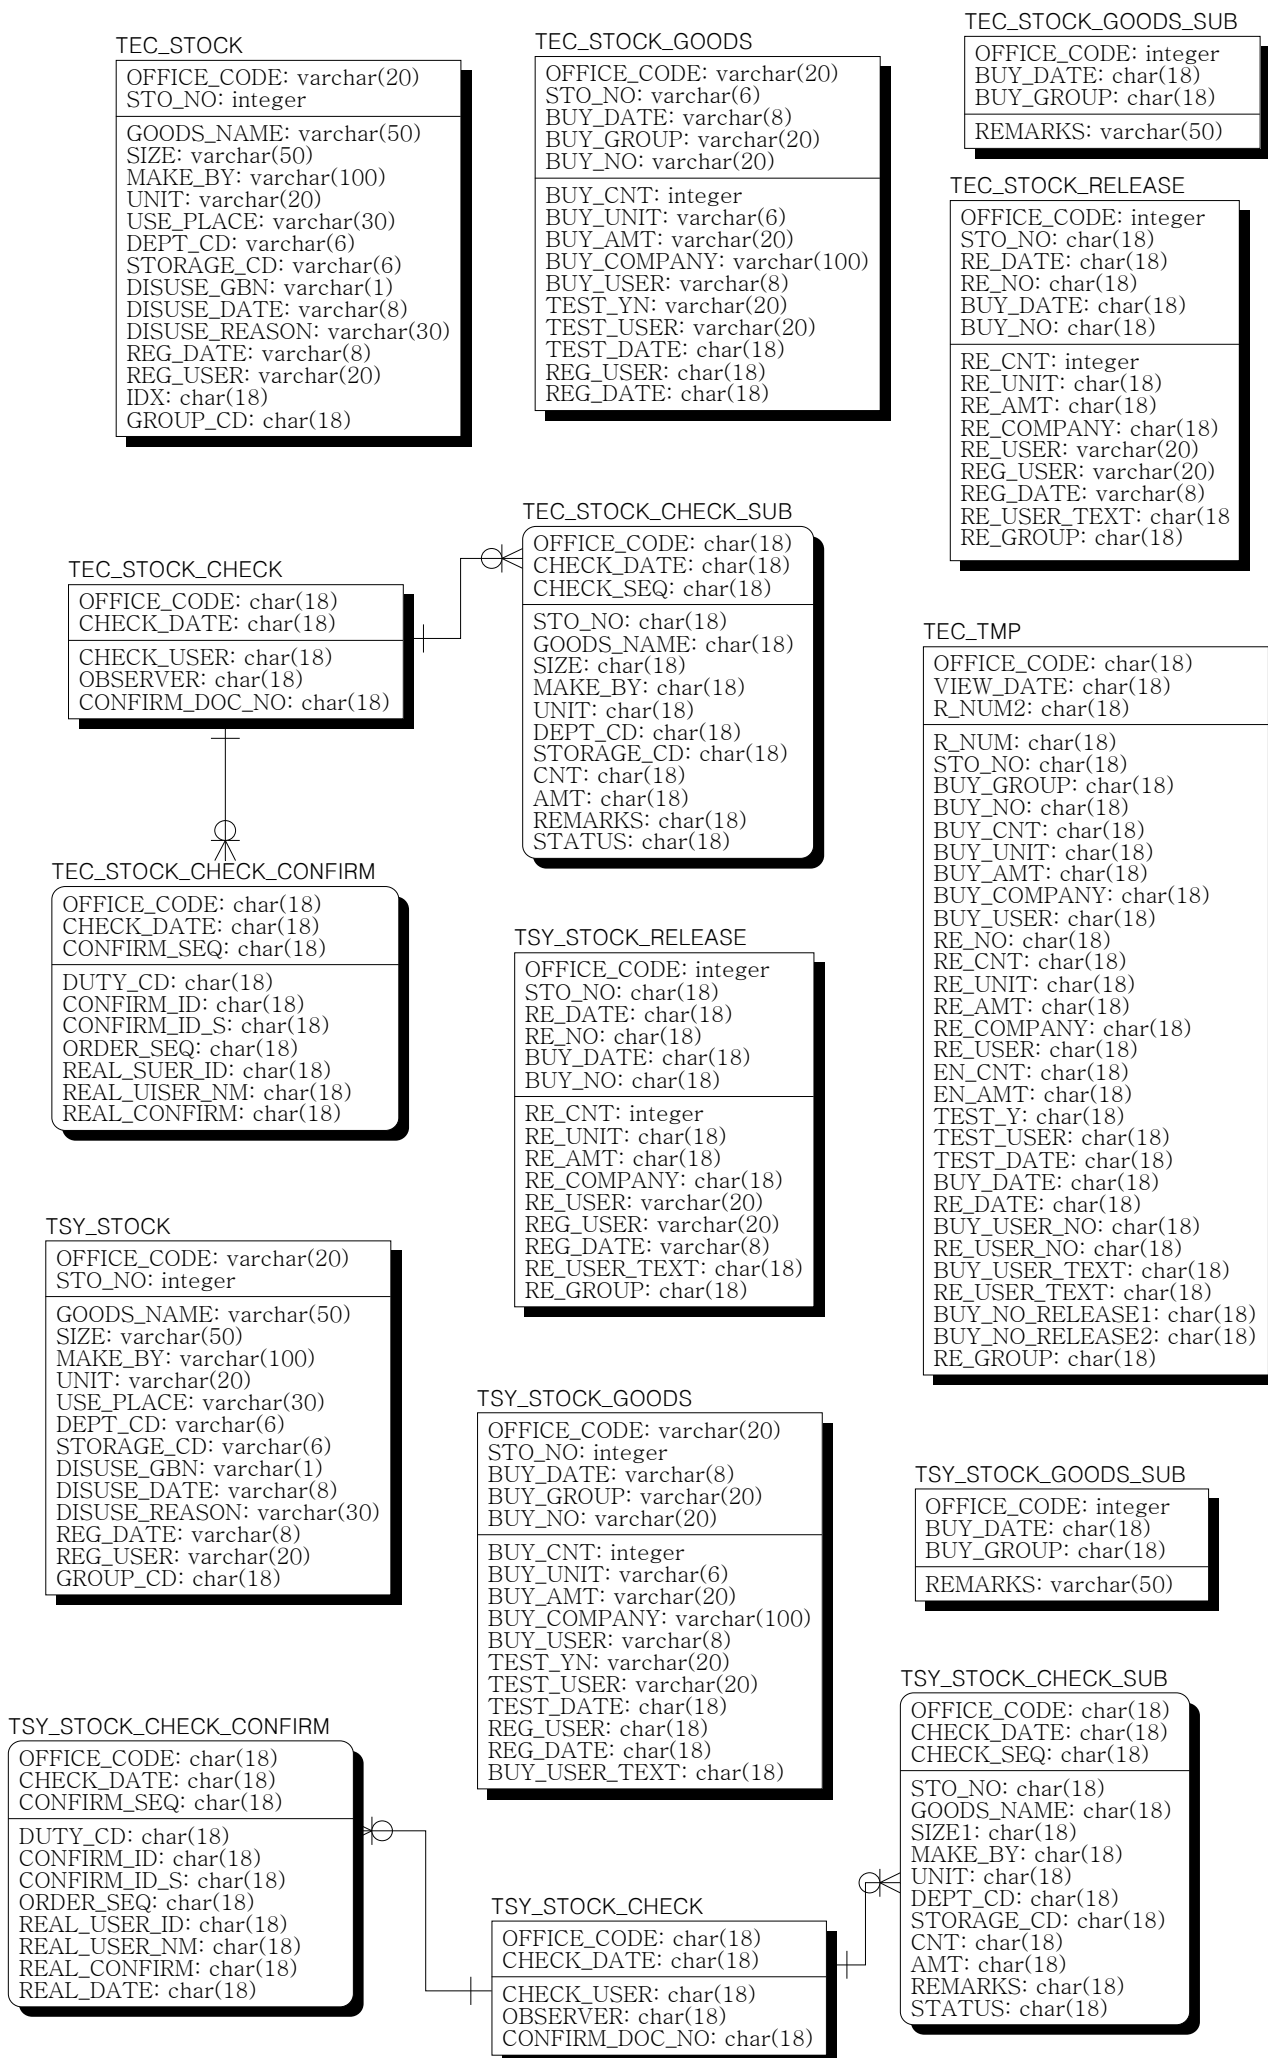 TEC_STOCK
OFFICE_CODE: varchar(20)
STO_NO: integer
GOODS_NAME: varchar(50)
SIZE: varchar(50)
MAKE_BY: varchar(100)
UNIT: varchar(20)
USE_PLACE: varchar(30)
DEPT_CD: varchar(6)
STORAGE_CD: varchar(6)
DISUSE_GBN: varchar(1)
DISUSE_DATE: varchar(8)
DISUSE_REASON: varchar(30)
REG_DATE: varchar(8)
REG_USER: varchar(20)
IDX: char(18)
GROUP_CD: char(18)
TEC_STOCK_GOODS
OFFICE_CODE: varchar(20)
STO_NO: varchar(6)
BUY_DATE: varchar(8)
BUY_GROUP: varchar(20)
BUY_NO: varchar(20)
BUY_CNT: integer
BUY_UNIT: varchar(6)
BUY_AMT: varchar(20)
BUY_COMPANY: varchar(100)
BUY_USER: varchar(8)
TEST_YN: varchar(20)
TEST_USER: varchar(20)
TEST_DATE: char(18)
REG_USER: char(18)
REG_DATE: char(18)
TEC_STOCK_GOODS_SUB
OFFICE_CODE: integer
BUY_DATE: char(18)
BUY_GROUP: char(18)
REMARKS: varchar(50)
TEC_STOCK_RELEASE
OFFICE_CODE: integer
STO_NO: char(18)
RE_DATE: char(18)
RE_NO: char(18)
BUY_DATE: char(18)
BUY_NO: char(18)
RE_CNT: integer
RE_UNIT: char(18)
RE_AMT: char(18)
RE_COMPANY: char(18)
RE_USER: varchar(20)
REG_USER: varchar(20)
REG_DATE: varchar(8)
RE_USER_TEXT: char(18
RE_GROUP: char(18)
TEC_STOCK_CHECK
OFFICE_CODE: char(18)
CHECK_DATE: char(18)
CHECK_USER: char(18)
OBSERVER: char(18)
CONFIRM_DOC_NO: char(18)
TEC_STOCK_CHECK_SUB
OFFICE_CODE: char(18)
CHECK_DATE: char(18)
CHECK_SEQ: char(18)
STO_NO: char(18)
GOODS_NAME: char(18)
SIZE: char(18)
MAKE_BY: char(18)
UNIT: char(18)
DEPT_CD: char(18)
STORAGE_CD: char(18)
CNT: char(18)
AMT: char(18)
REMARKS: char(18)
STATUS: char(18)
TEC_TMP
OFFICE_CODE: char(18)
VIEW_DATE: char(18)
R_NUM2: char(18)
R_NUM: char(18)
STO_NO: char(18)
BUY_GROUP: char(18)
BUY_NO: char(18)
BUY_CNT: char(18)
BUY_UNIT: char(18)
BUY_AMT: char(18)
BUY_COMPANY: char(18)
BUY_USER: char(18)
RE_NO: char(18)
RE_CNT: char(18)
RE_UNIT: char(18)
RE_AMT: char(18)
RE_COMPANY: char(18)
RE_USER: char(18)
EN_CNT: char(18)
EN_AMT: char(18)
TEST_Y: char(18)
TEST_USER: char(18)
TEST_DATE: char(18)
BUY_DATE: char(18)
RE_DATE: char(18)
BUY_USER_NO: char(18)
RE_USER_NO: char(18)
BUY_USER_TEXT: char(18)
RE_USER_TEXT: char(18)
BUY_NO_RELEASE1: char(18)
BUY_NO_RELEASE2: char(18)
RE_GROUP: char(18)
TEC_STOCK_CHECK_CONFIRM
OFFICE_CODE: char(18)
CHECK_DATE: char(18)
CONFIRM_SEQ: char(18)
DUTY_CD: char(18)
CONFIRM_ID: char(18)
CONFIRM_ID_S: char(18)
ORDER_SEQ: char(18)
REAL_SUER_ID: char(18)
REAL_UISER_NM: char(18)
REAL_CONFIRM: char(18)
TSY_STOCK_RELEASE
OFFICE_CODE: integer
STO_NO: char(18)
RE_DATE: char(18)
RE_NO: char(18)
BUY_DATE: char(18)
BUY_NO: char(18)
RE_CNT: integer
RE_UNIT: char(18)
RE_AMT: char(18)
RE_COMPANY: char(18)
RE_USER: varchar(20)
REG_USER: varchar(20)
REG_DATE: varchar(8)
RE_USER_TEXT: char(18)
RE_GROUP: char(18)
TSY_STOCK
OFFICE_CODE: varchar(20)
STO_NO: integer
GOODS_NAME: varchar(50)
SIZE: varchar(50)
MAKE_BY: varchar(100)
UNIT: varchar(20)
USE_PLACE: varchar(30)
DEPT_CD: varchar(6)
STORAGE_CD: varchar(6)
DISUSE_GBN: varchar(1)
DISUSE_DATE: varchar(8)
DISUSE_REASON: varchar(30)
REG_DATE: varchar(8)
REG_USER: varchar(20)
GROUP_CD: char(18)
TSY_STOCK_GOODS
OFFICE_CODE: varchar(20)
STO_NO: integer
BUY_DATE: varchar(8)
BUY_GROUP: varchar(20)
BUY_NO: varchar(20)
BUY_CNT: integer
BUY_UNIT: varchar(6)
BUY_AMT: varchar(20)
BUY_COMPANY: varchar(100)
BUY_USER: varchar(8)
TEST_YN: varchar(20)
TEST_USER: varchar(20)
TEST_DATE: char(18)
REG_USER: char(18)
REG_DATE: char(18)
BUY_USER_TEXT: char(18)
TSY_STOCK_GOODS_SUB
OFFICE_CODE: integer
BUY_DATE: char(18)
BUY_GROUP: char(18)
REMARKS: varchar(50)
TSY_STOCK_CHECK_SUB
OFFICE_CODE: char(18)
CHECK_DATE: char(18)
CHECK_SEQ: char(18)
STO_NO: char(18)
GOODS_NAME: char(18)
SIZE1: char(18)
MAKE_BY: char(18)
UNIT: char(18)
DEPT_CD: char(18)
STORAGE_CD: char(18)
CNT: char(18)
AMT: char(18)
REMARKS: char(18)
STATUS: char(18)
TSY_STOCK_CHECK_CONFIRM
OFFICE_CODE: char(18)
CHECK_DATE: char(18)
CONFIRM_SEQ: char(18)
DUTY_CD: char(18)
CONFIRM_ID: char(18)
CONFIRM_ID_S: char(18)
ORDER_SEQ: char(18)
REAL_USER_ID: char(18)
REAL_USER_NM: char(18)
REAL_CONFIRM: char(18)
REAL_DATE: char(18)
TSY_STOCK_CHECK
OFFICE_CODE: char(18)
CHECK_DATE: char(18)
CHECK_USER: char(18)
OBSERVER: char(18)
CONFIRM_DOC_NO: char(18)